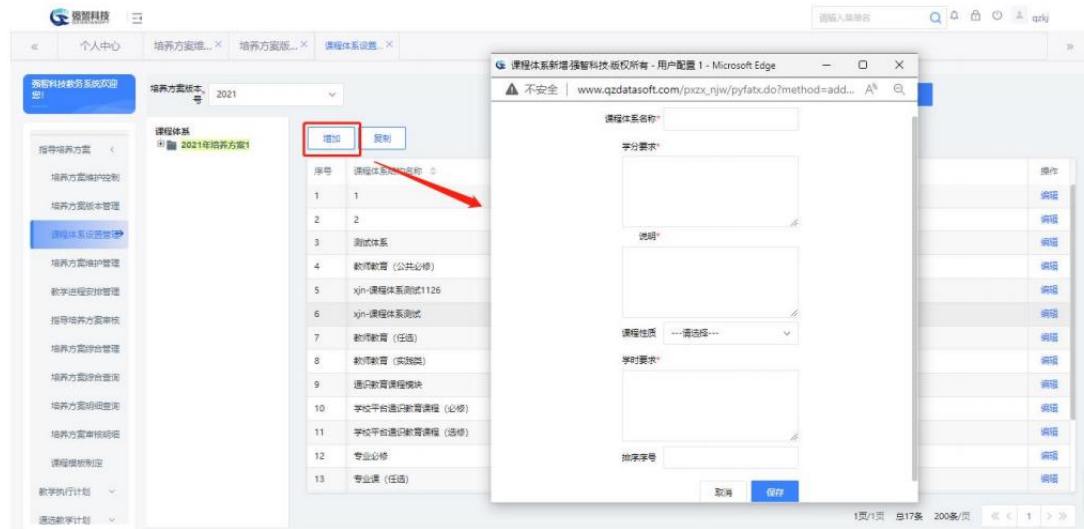 强智科技
请输入菜单名
qzkj
个人中心
培养方案维...×
培养方案版...×
课程体系设置...×
强智科技教务系统欢迎
您!
指导培养方案
培养方案维护控制
培养方案版本管理
课程体系设置管理
培养方案维护管理
教学进程安排管理
指导培养方案审核
培养方案综合管理
培养方案综合查询
培养方案明细查询
培养方案审核明细
课程模板制定
教学执行计划
通选教学计划
培养方案版本
号
2021
课程体系
2021年培养方案1
增加
复制
序号 操作
1 1 编辑
2 2 编辑
3 测试体系 编辑
4 教师教育（公共必修） 编辑
5 xjn-课程体系测试1126 编辑
6 xjn-课程体系测试 编辑
7 教师教育（任选） 编辑
8 教师教育（实践类） 编辑
9 通识教育课程模块 编辑
10 学校平台通识教育课程（必修） 编辑
11 学校平台通识教育课程（选修） 编辑
12 专业必修 编辑
13 专业课（任选） 编辑
1页/1页 总17条 200条/页 1
课程体系新增-强智科技-版权所有 - 用户配置 1 - Microsoft Edge
不安全 | www.qzdatasoft.com/pxzx_njw/pyfatx.do?method=add...
课程体系名称*
学分要求*
说明*
课程性质 ---请选择---
学时要求*
排序序号
取消
保存